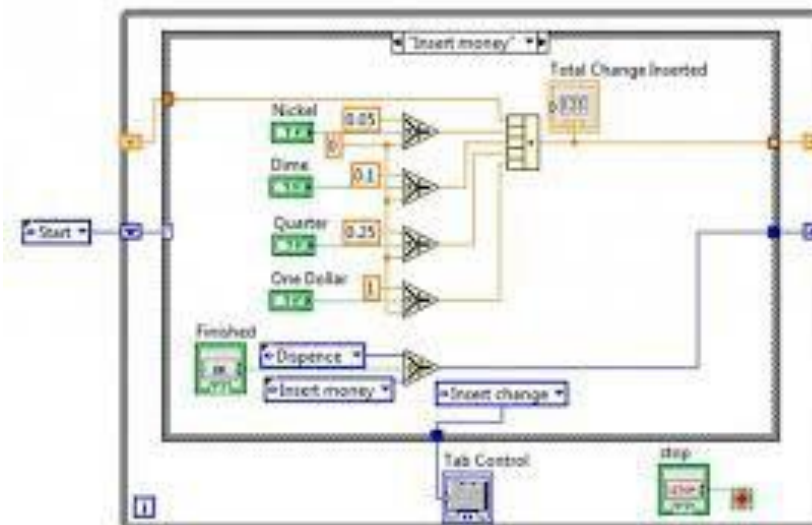 "Insert money"
Total Change Inserted
Nickel
0.05
0
Dime
0.1
Start
Quarter
0.25
One Dollar
1
Finished
Dispence
Insert money
Insert change
Tab Control
stop
STOP
i